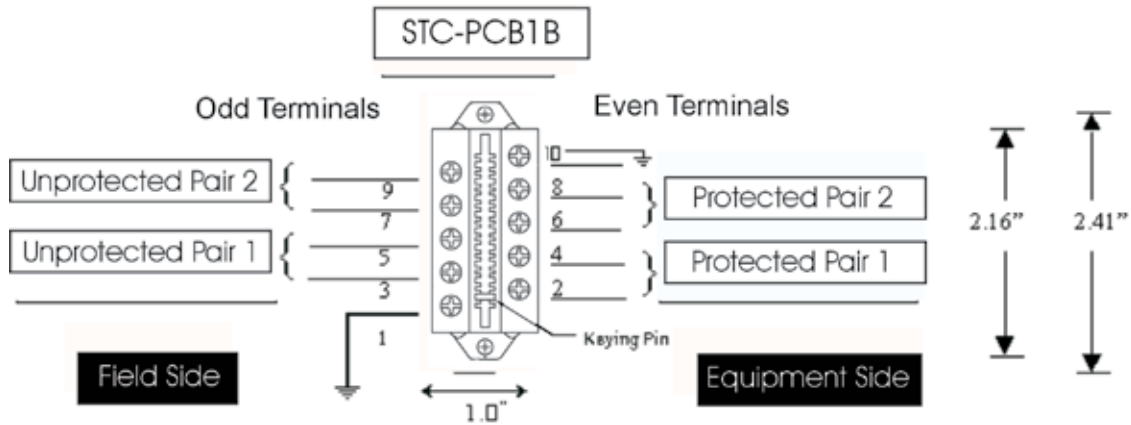 STC-PCB1B
Odd Terminals
Even Terminals
10
Unprotected Pair 2
9
8
Protected Pair 2
7
6
2.16”
2.41”
Unprotected Pair 1
5
4
Protected Pair 1
3
2
1
Keying Pin
Field Side
Equipment Side
1.0"